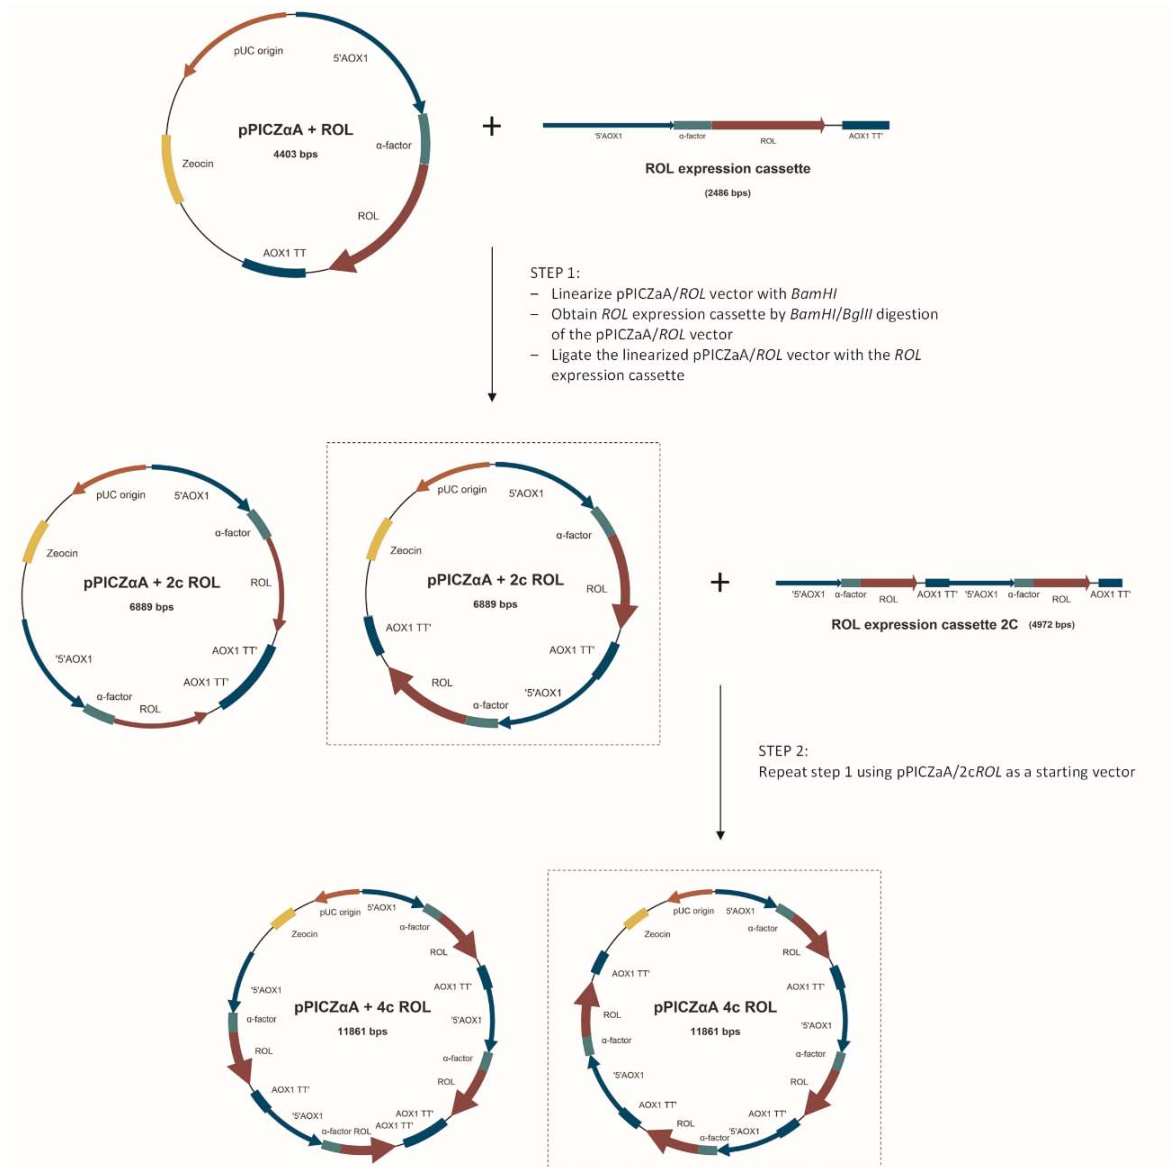 pUC origin
5'AOX1
pPICZαA + ROL
4403 bps
α-factor
Zeocin
ROL
AOX1 TT
+
'5'AOX1
α-factor
ROL
AOX1 TT'
ROL expression cassette
(2486 bps)
STEP 1:
– Linearize pPICZaA/ROL vector with BamHI
– Obtain ROL expression cassette by BamHI/BglII digestion
of the pPICZaA/ROL vector
– Ligate the linearized pPICZaA/ROL vector with the ROL
expression cassette
pUC origin
5'AOX1
α-factor
Zeocin
pPICZαA + 2c ROL
6889 bps
ROL
AOX1 TT'
'5'AOX1
AOX1 TT'
α-factor
ROL
pUC origin
5'AOX1
α-factor
Zeocin
pPICZαA + 2c ROL
6889 bps
ROL
AOX1 TT'
AOX1 TT'
ROL
'5'AOX1
α-factor
+
'5'AOX1
α-factor
ROL
AOX1 TT'
'5'AOX1
α-factor
ROL
AOX1 TT'
ROL expression cassette 2C (4972 bps)
STEP 2:
Repeat step 1 using pPICZaA/2cROL as a starting vector
pUC origin
5'AOX1
α-factor
Zeocin
ROL
AOX1 TT'
'5'AOX1
pPICZαA + 4c ROL
11861 bps
'5'AOX1
α-factor
ROL
α-factor
ROL
AOX1 TT'
'5'AOX1
AOX1 TT'
AOX1 TT'
α-factor ROL
pUC origin
5'AOX1
α-factor
Zeocin
ROL
AOX1 TT'
AOX1 TT'
pPICZαA 4c ROL
11861 bps
ROL
'5'AOX1
α-factor
α-factor
'5'AOX1
ROL
AOX1 TT'
AOX1 TT'
ROL
'5'AOX1
α-factor